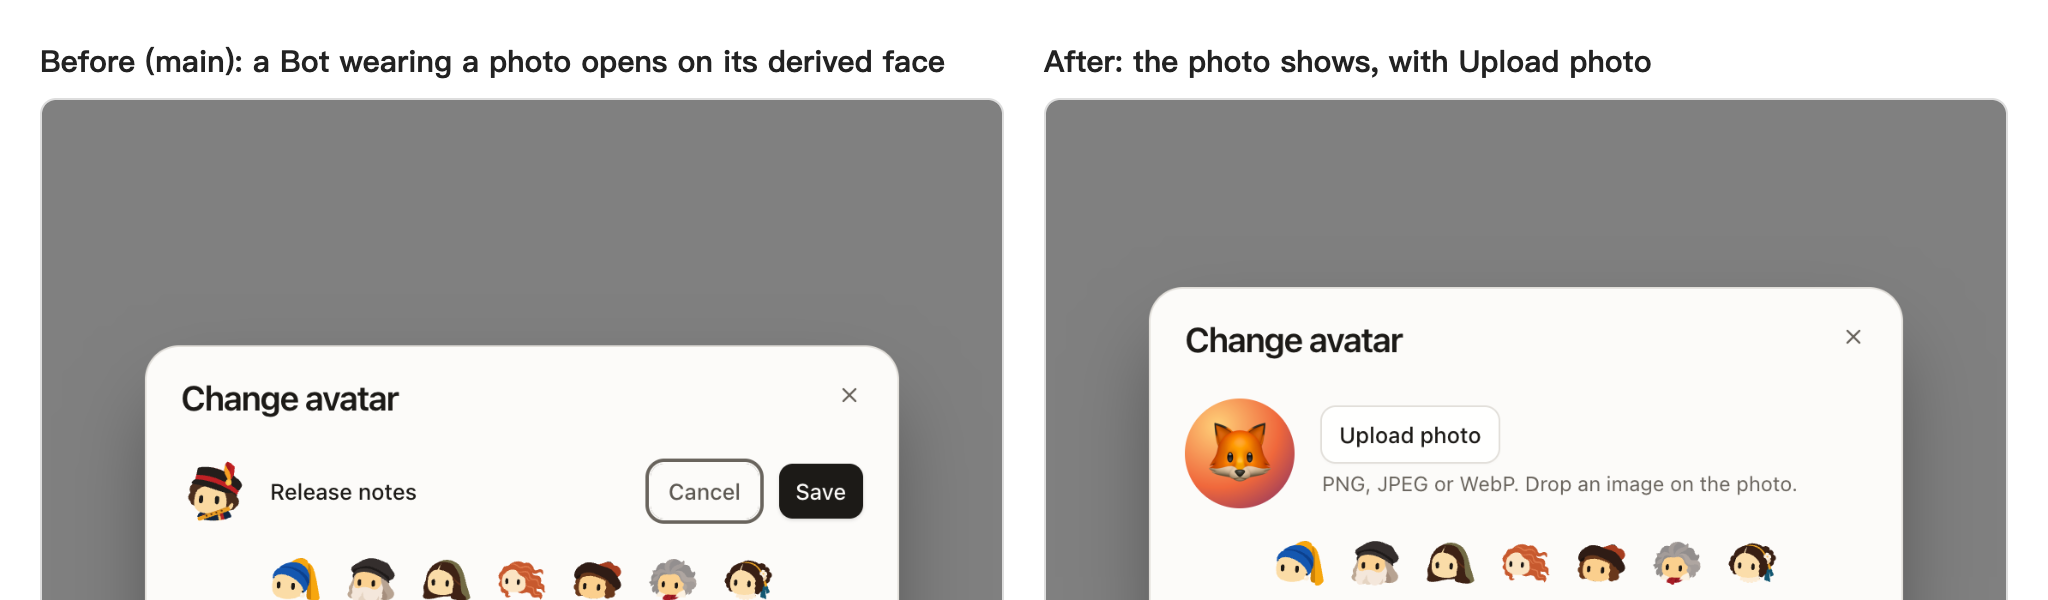 Before (main): a Bot wearing a photo opens on its derived face
Change avatar
Release notes
Cancel
Save
After: the photo shows, with Upload photo
Change avatar
Upload photo
PNG, JPEG or WebP. Drop an image on the photo.